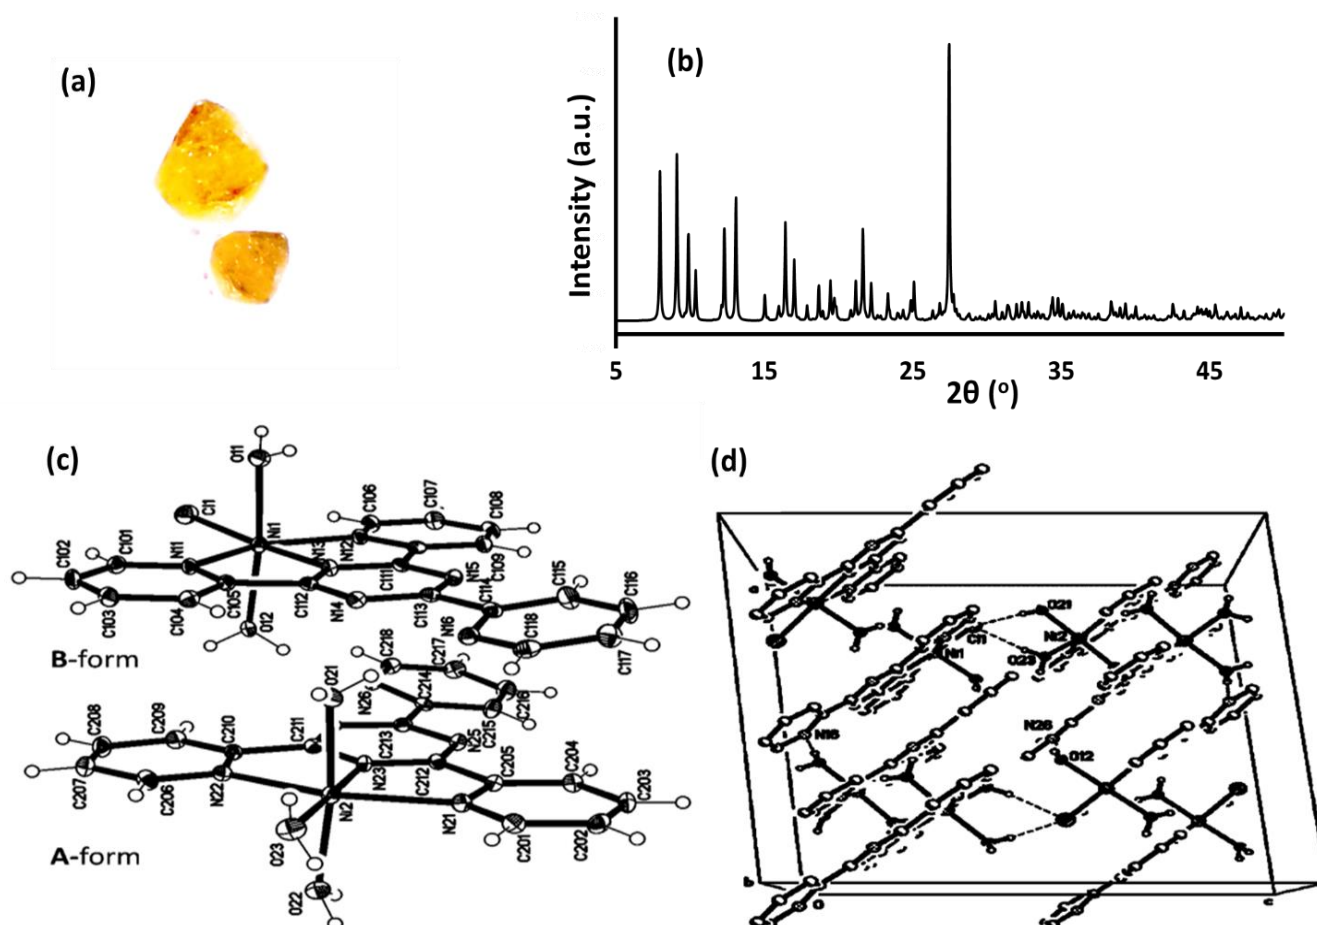 (a)
(b)
Intensity (a.u.)
5
15
25
35
45
2θ (°)
(c)
O11
Cl1
Ni1
C106
C107
C108
C102
C101
N11
N13
N12
C109
N15
C111
C114
C115
C116
C103
C104
C105
C112
N14
C113
O12
N16
C118
C117
B-form
C218
C217
O21
N26
C214
C216
C208
C209
C210
C211
C213
N25
C215
C205
C204
C207
C206
N22
N23
C212
C203
Ni2
N21
C201
C202
O23
A-form
O22
(d)
a
O21
Cl1
Ni2
Ni1
O23
N16
N26
O12
b
o
c